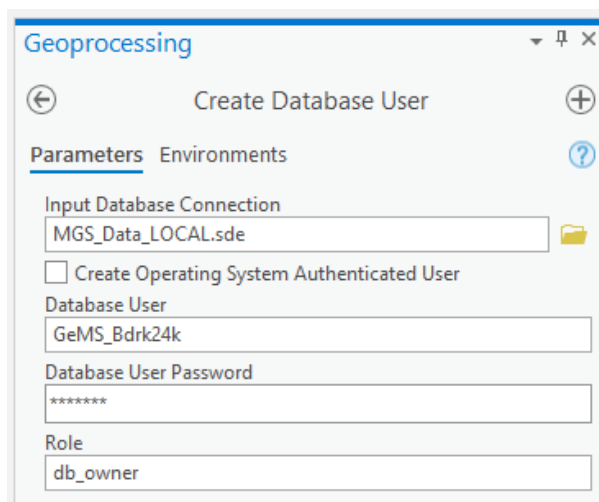 Geoprocessing
Create Database User
Parameters Environments
Input Database Connection
MGS_Data_LOCAL.sde
Create Operating System Authenticated User
Database User
GeMS_Bdrk24k
Database User Password
*******
Role
db_owner